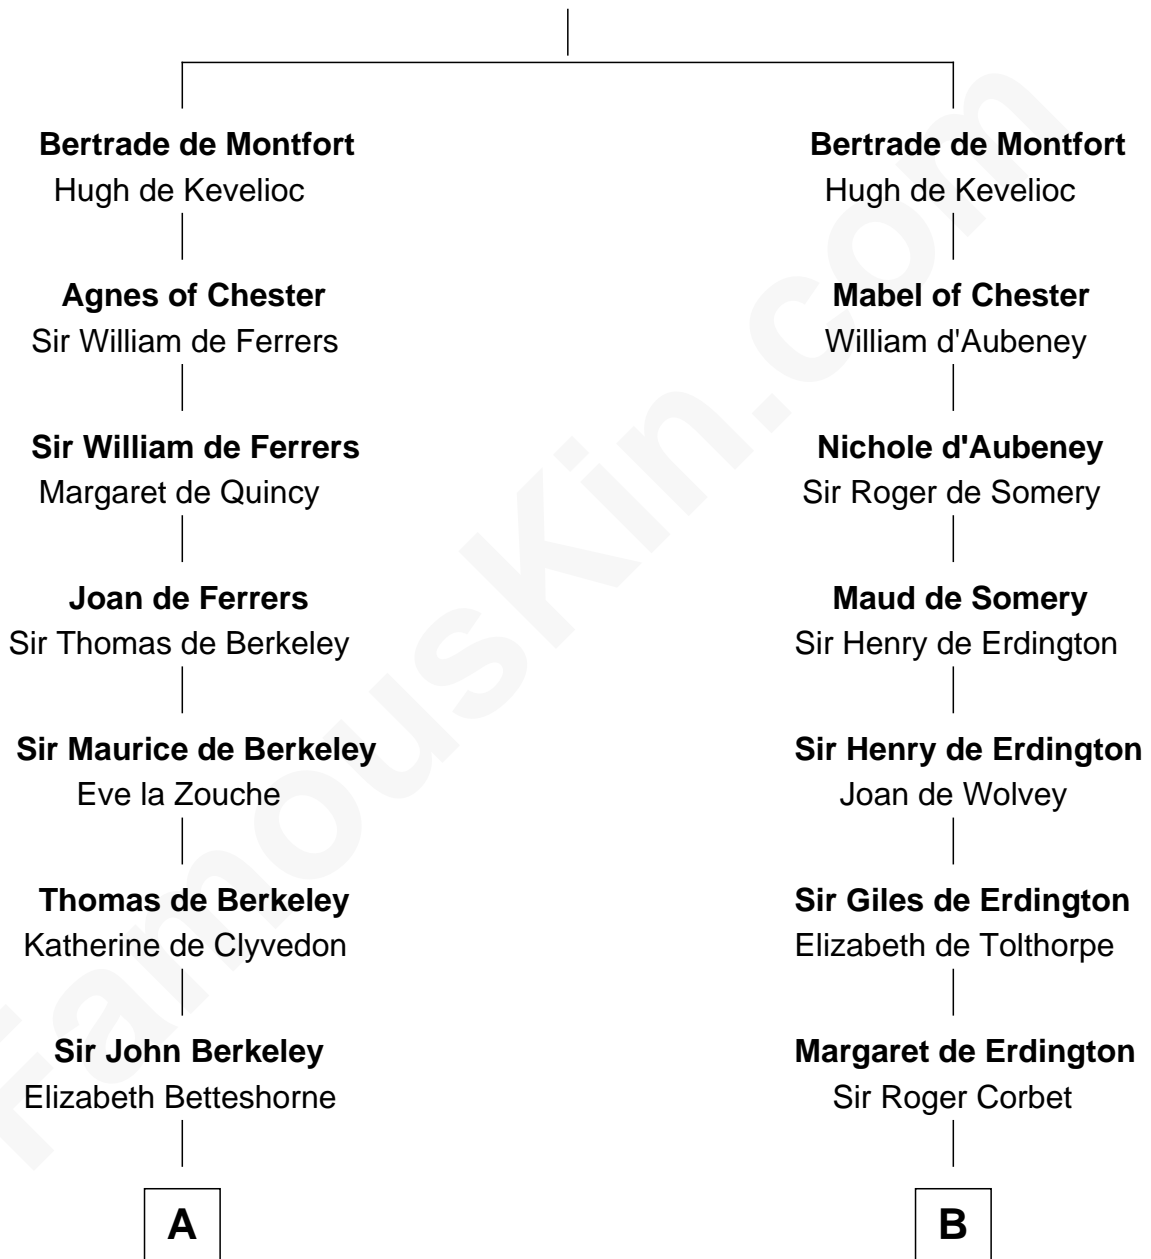 Bertrade de Montfort
Hugh de Kevelioc
Agnes of Chester
Sir William de Ferrers
Sir William de Ferrers
Margaret de Quincy
Joan de Ferrers
Sir Thomas de Berkeley
Sir Maurice de Berkeley
Eve la Zouche
Thomas de Berkeley
Katherine de Clyvedon
Sir John Berkeley
Elizabeth Betteshorne
A
Bertrade de Montfort
Hugh de Kevelioc
Mabel of Chester
William d'Aubeney
Nichole d'Aubeney
Sir Roger de Somery
Maud de Somery
Sir Henry de Erdington
Sir Henry de Erdington
Joan de Wolvey
Sir Giles de Erdington
Elizabeth de Tolthorpe
Margaret de Erdington
Sir Roger Corbet
B
FamousKin.com